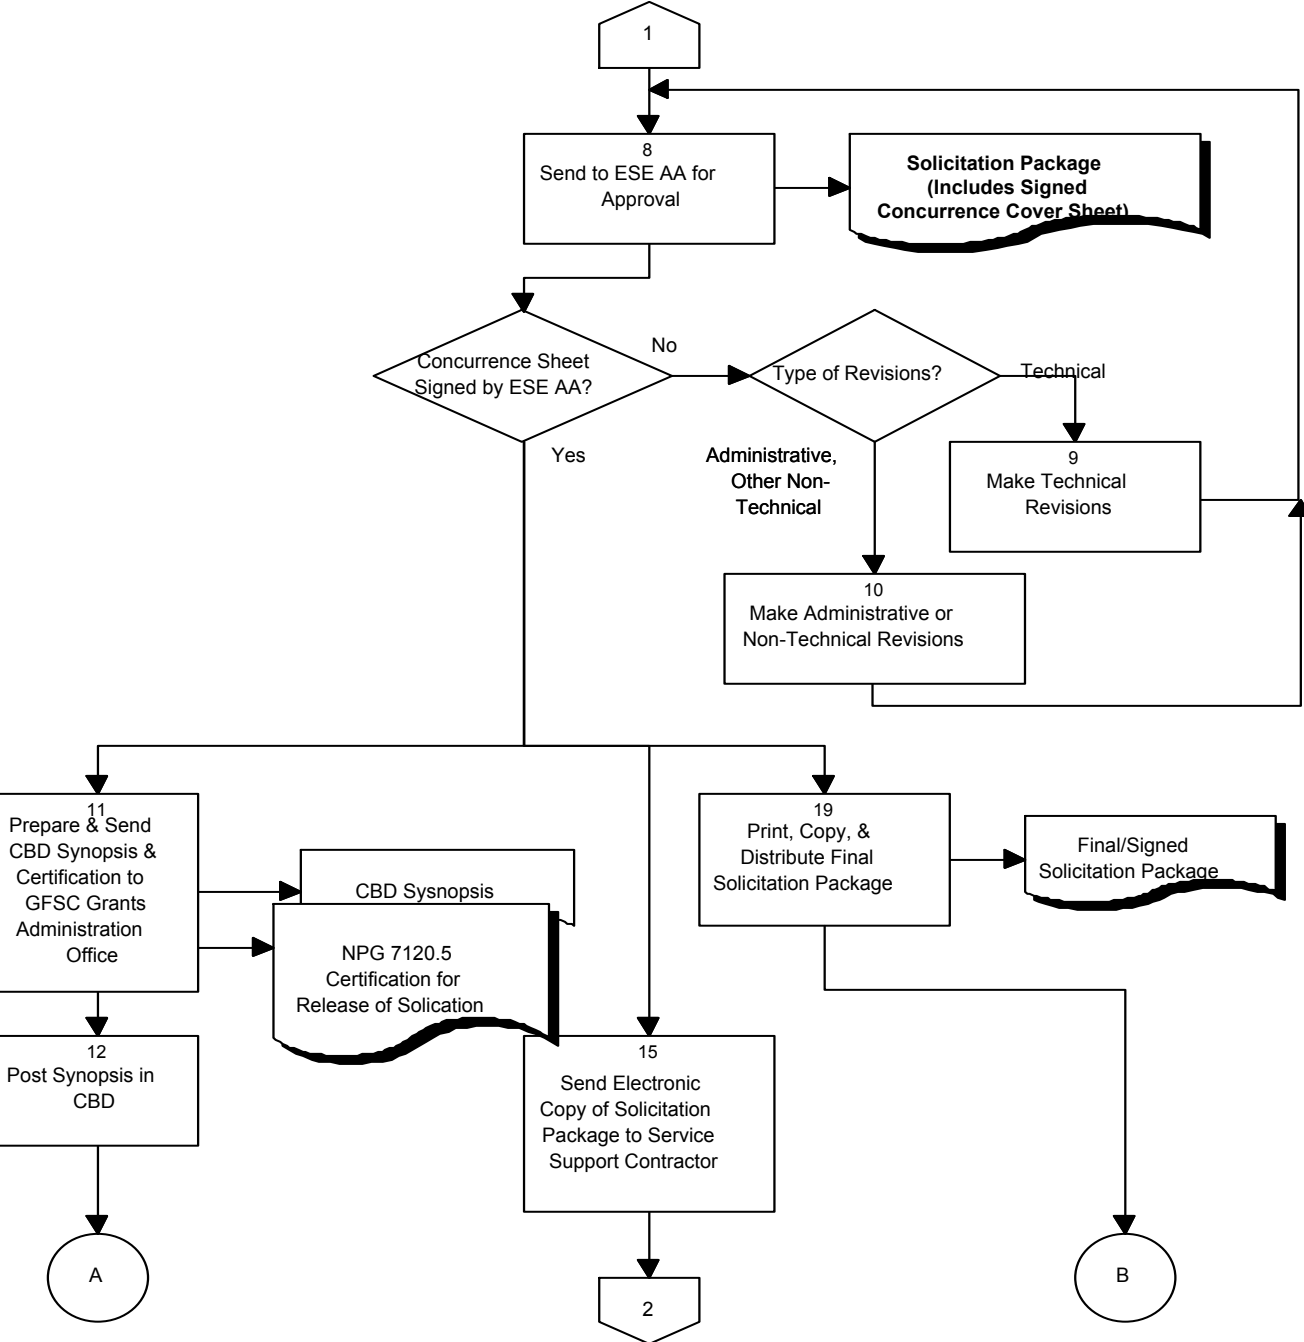 1
8
Send to ESE AA for
Approval
Solicitation Package
(Includes Signed
Concurrence Cover Sheet)
Concurrence Sheet
Signed by ESE AA?
No
Type of Revisions?
Technical
Yes
Administrative,
Other Non-
Technical
9
Make Technical
Revisions
10
Make Administrative or
Non-Technical Revisions
11
Prepare & Send
CBD Synopsis &
Certification to
GFSC Grants
Administration
Office
CBD Sysnopsis
NPG 7120.5
Certification for
Release of Solication
19
Print, Copy, &
Distribute Final
Solicitation Package
Final/Signed
Solicitation Package
12
Post Synopsis in
CBD
15
Send Electronic
Copy of Solicitation
Package to Service
Support Contractor
A
2
B